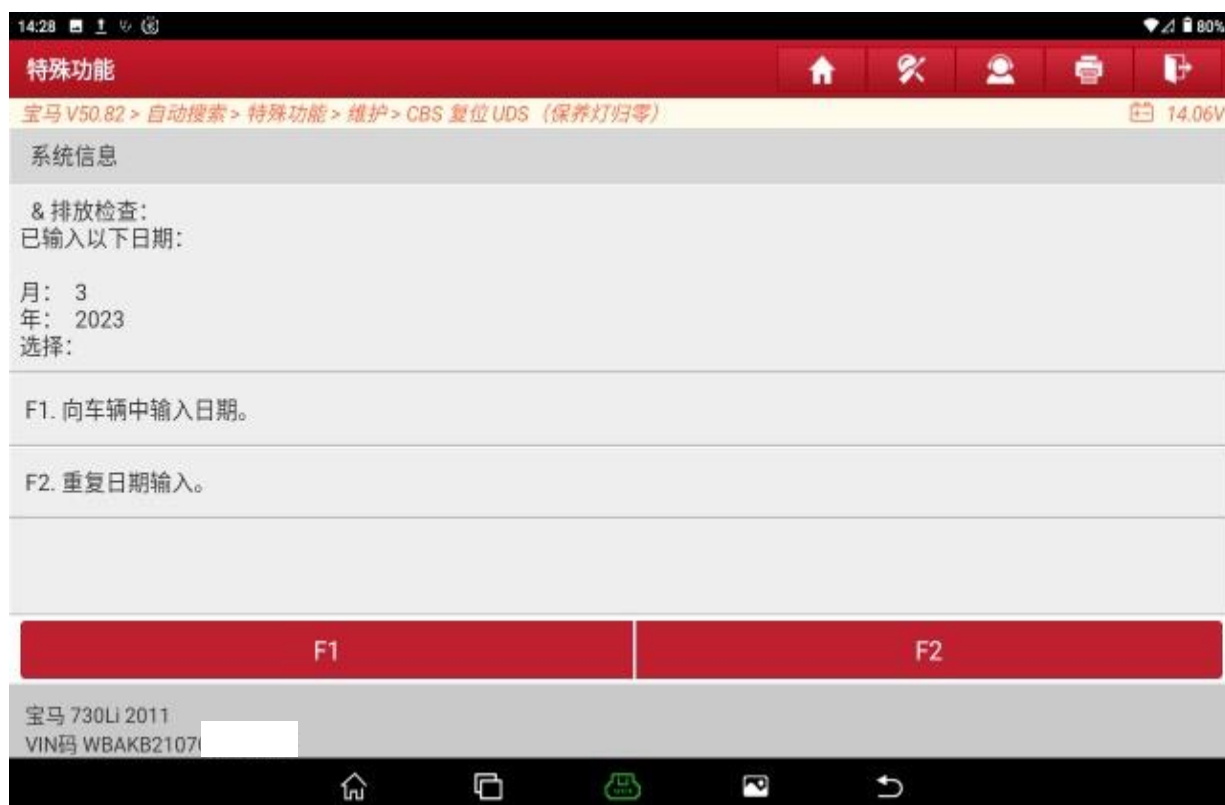 14:28
80%
特殊功能
宝马 V50.82 > 自动搜索 > 特殊功能 > 维护 > CBS 复位 UDS（保养灯归零）
14.06V
系统信息
& 排放检查：
已输入以下日期：
月： 3
年： 2023
选择：
F1. 向车辆中输入日期。
F2. 重复日期输入。
F1
F2
宝马 730Li 2011
VIN码 WBAKB2107